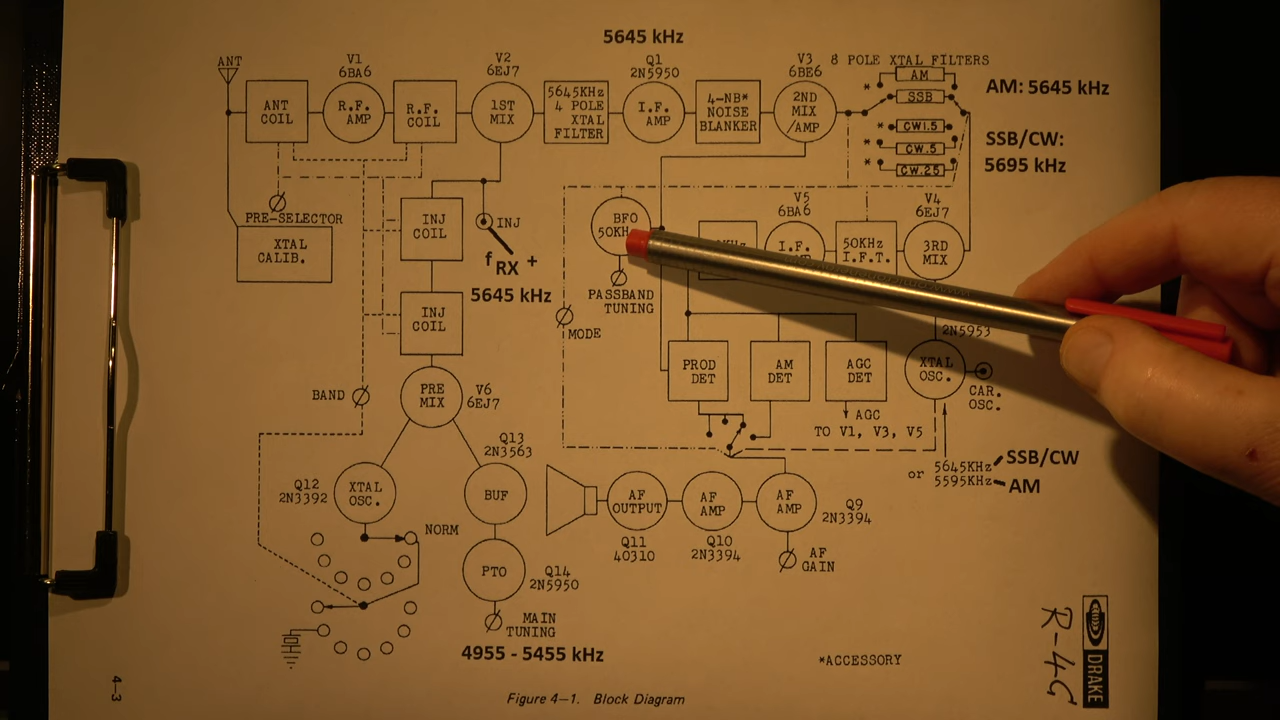 5645 kHz
ANT
V1
6BA6
V2
6EJ7
Q1
2N5950
V3
6BE6
8 POLE XTAL FILTERS
ANT
COIL
R.F.
AMP
R.F.
COIL
1ST
MIX
5645KHz
4 POLE
XTAL
FILTER
I.F.
AMP
4-NB*
NOISE
BLANKER
2ND
MIX
/AMP
* AM
SSB
* CW1.5
* CW.5
* CW.25
AM: 5645 kHz
SSB/CW:
5695 kHz
PRE-SELECTOR
XTAL
CALIB.
INJ
COIL
INJ
fRX +
5645 kHz
INJ
COIL
BFO
50KH
PASSBAND
TUNING
MODE
V5
6BA6
I.F.
50KHz
I.F.T.
V4
6EJ7
3RD
MIX
2N5953
PROD
DET
AM
DET
AGC
DET
XTAL
OSC.
CAR.
OSC.
AGC
TO V1, V3, V5
BAND
PRE
MIX
V6
6EJ7
or 5645KHz SSB/CW
5595KHz AM
Q12
2N3392
XTAL
OSC.
NORM
Q13
2N3563
BUF
PTO
Q14
2N5950
MAIN
TUNING
4955 - 5455 kHz
AF
OUTPUT
Q11
40310
AF
AMP
Q10
2N3394
AF
AMP
Q9
2N3394
AF
GAIN
*ACCESSORY
DRAKE
R-4C
4-3
Figure 4-1. Block Diagram